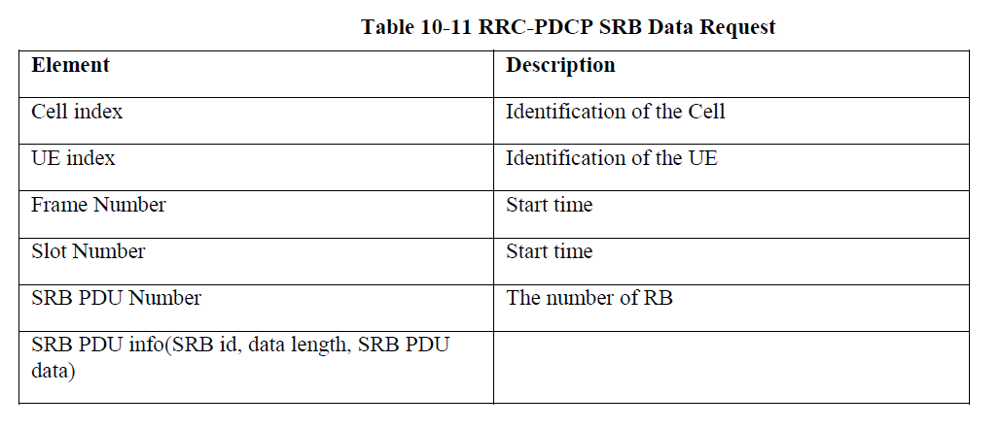 Table 10-11 RRC-PDCP SRB Data Request
Element Description
Cell index Identification of the Cell
UE index Identification of the UE
Frame Number Start time
Slot Number Start time
SRB PDU Number The number of RB
SRB PDU info(SRB id, data length, SRB PDU
data)